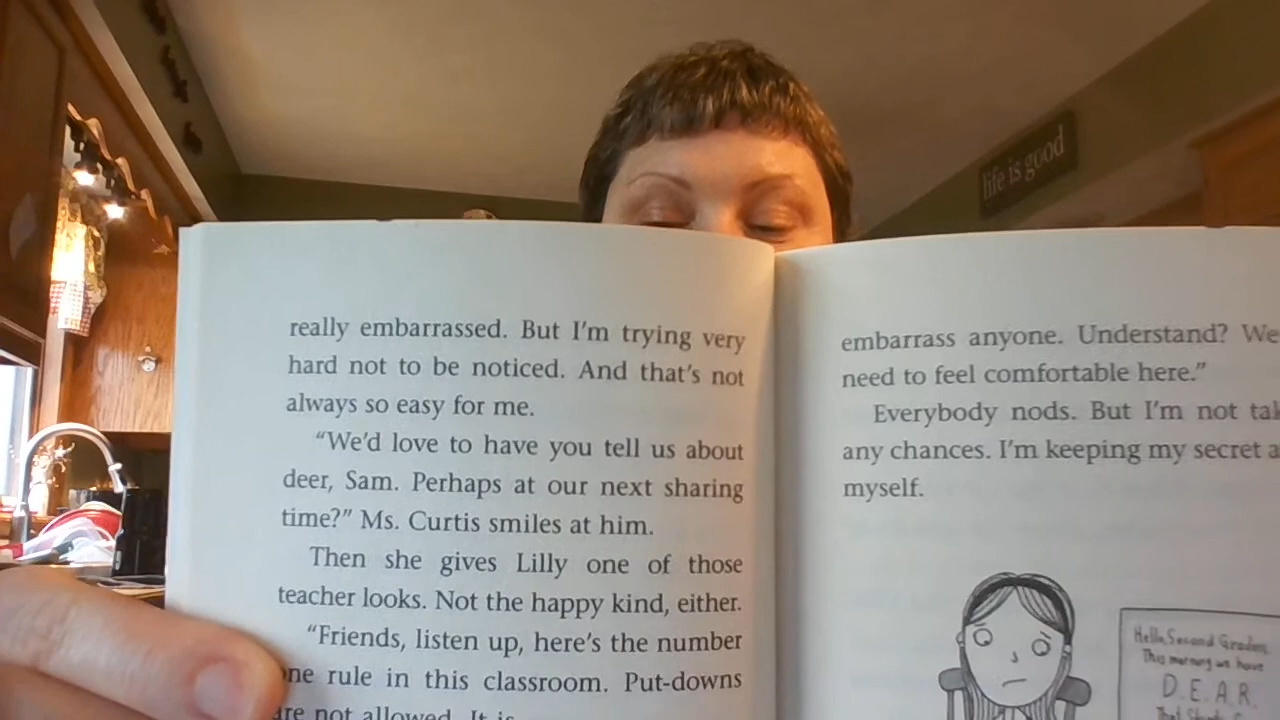 life is good
really embarrassed. But I'm trying very
hard not to be noticed. And that's not
always so easy for me.
"We'd love to have you tell us about
deer, Sam. Perhaps at our next sharing
time?" Ms. Curtis smiles at him.
Then she gives Lilly one of those
teacher looks. Not the happy kind, either.
"Friends, listen up, here's the number
one rule in this classroom. Put-downs
are not allowed. It is
embarrass anyone. Understand? We
need to feel comfortable here."
Everybody nods. But I'm not
any chances. I'm keeping my secret
myself.
Hello, Second Graders,
This morning we have
D.E.A.R.